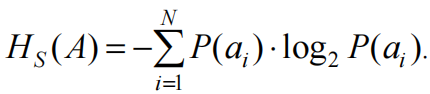 H_S(A) = −∑_{i=1}^{N} P(a_i) · log_2 P(a_i).